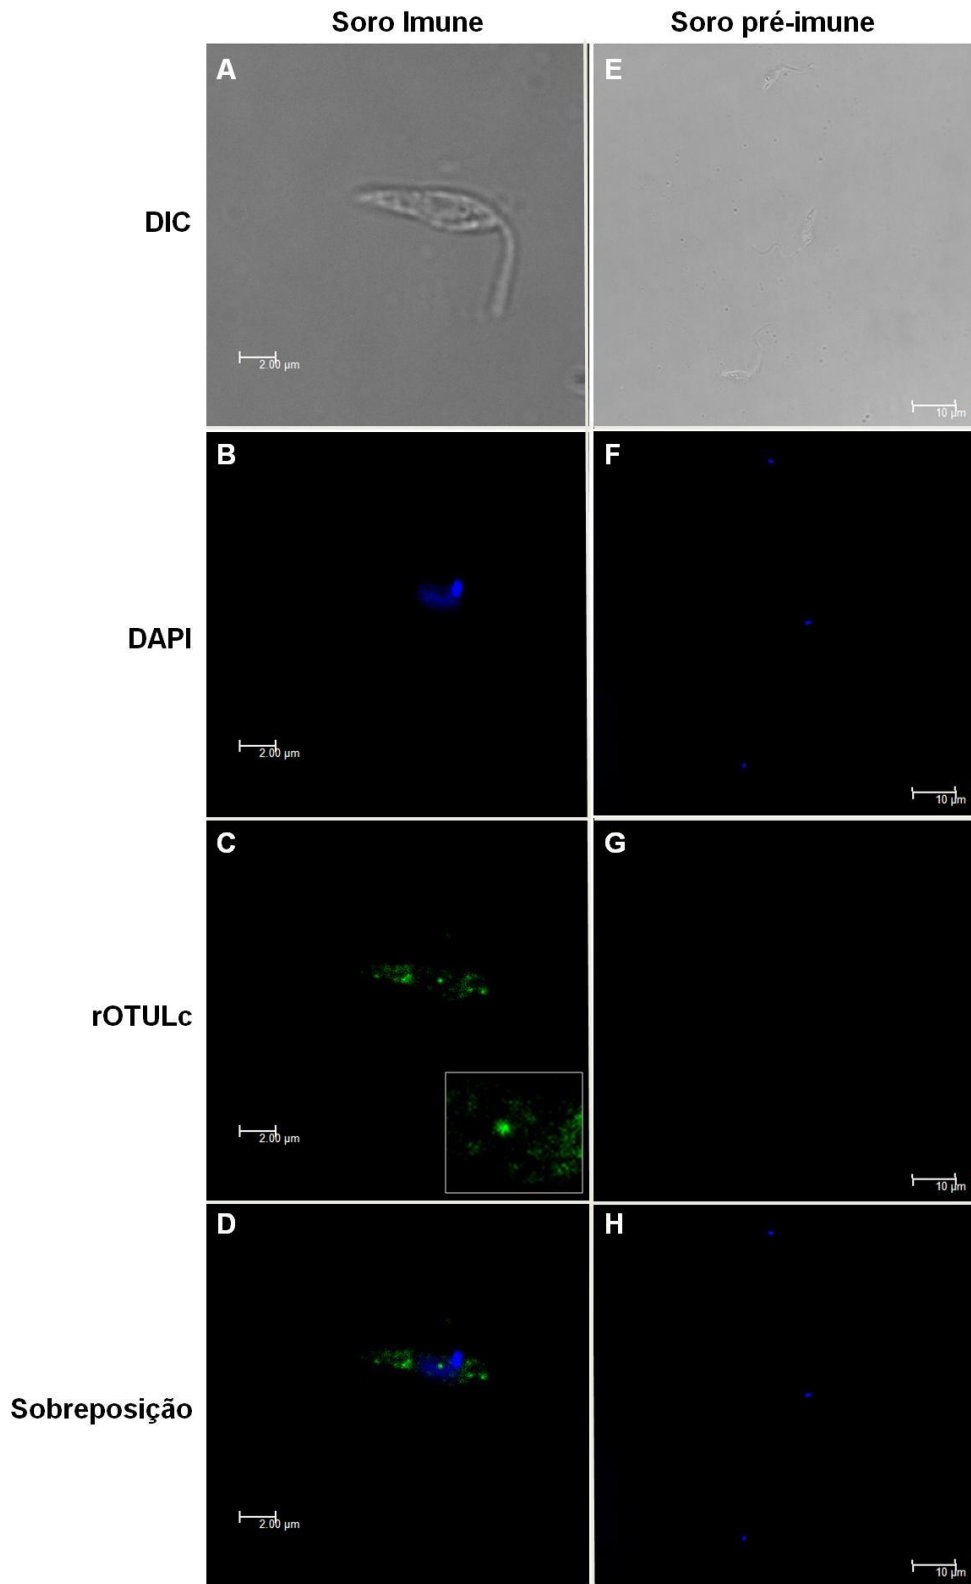 Soro Imune Soro pré-imune
A E
DIC
2.00 µm 10 µm
B F
DAPI
2.00 µm 10 µm
C G
rOTULc
2.00 µm 10 µm
D H
Sobreposição
2.00 µm 10 µm